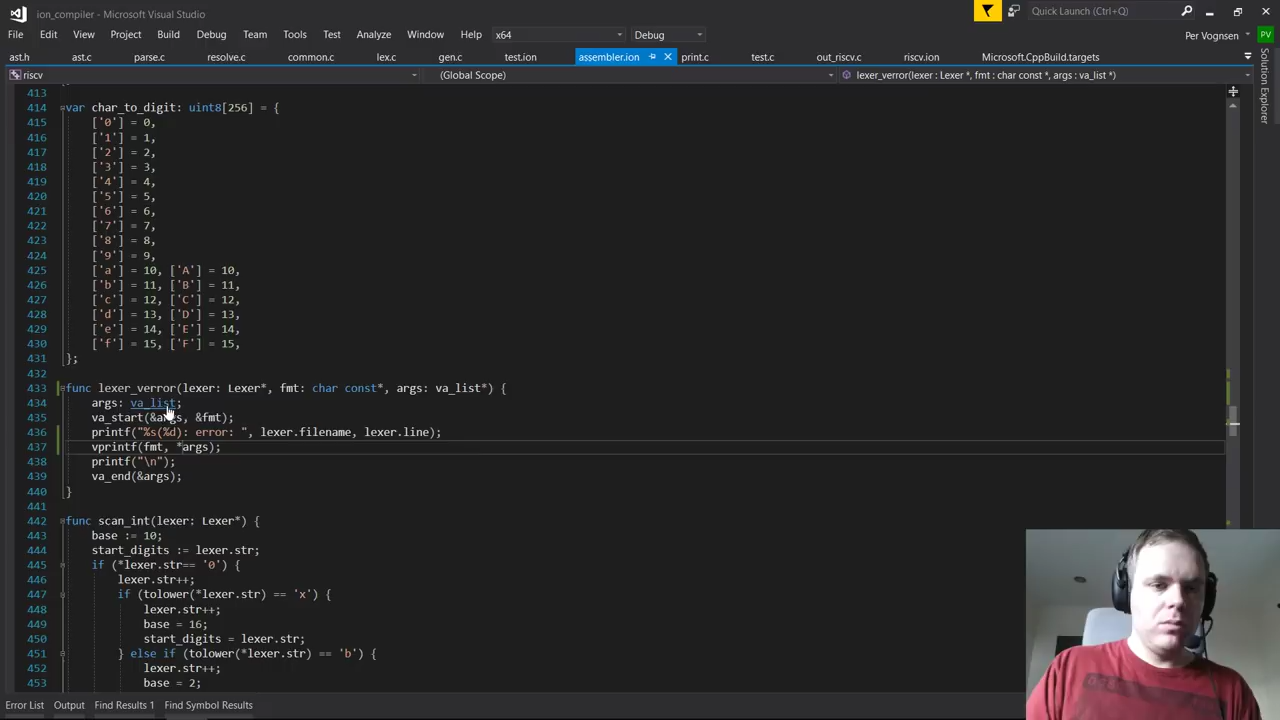 ion_compiler - Microsoft Visual Studio
Quick Launch (Ctrl+Q)
File Edit View Project Build Debug Team Tools Test Analyze Window Help x64 Debug
Per Vognsen PV
ast.h ast.c parse.c resolve.c common.c lex.c gen.c test.ion assembler.ion print.c test.c out_riscv.c riscv.ion Microsoft.CppBuild.targets
riscv (Global Scope) lexer_verror(lexer : Lexer *, fmt : char const *, args : va_list *)
Solution Explorer
413
414 var char_to_digit: uint8[256] = {
415 ['0'] = 0,
416 ['1'] = 1,
417 ['2'] = 2,
418 ['3'] = 3,
419 ['4'] = 4,
420 ['5'] = 5,
421 ['6'] = 6,
422 ['7'] = 7,
423 ['8'] = 8,
424 ['9'] = 9,
425 ['a'] = 10, ['A'] = 10,
426 ['b'] = 11, ['B'] = 11,
427 ['c'] = 12, ['C'] = 12,
428 ['d'] = 13, ['D'] = 13,
429 ['e'] = 14, ['E'] = 14,
430 ['f'] = 15, ['F'] = 15,
431 };
432
433 func lexer_verror(lexer: Lexer*, fmt: char const*, args: va_list*) {
434 args: va_list;
435 va_start(&args, &fmt);
436 printf("%s(%d): error: ", lexer.filename, lexer.line);
437 vprintf(fmt, *args);
438 printf("\n");
439 va_end(&args);
440 }
441
442 func scan_int(lexer: Lexer*) {
443 base := 10;
444 start_digits := lexer.str;
445 if (*lexer.str== '0') {
446 lexer.str++;
447 if (tolower(*lexer.str) == 'x') {
448 lexer.str++;
449 base = 16;
450 start_digits = lexer.str;
451 } else if (tolower(*lexer.str) == 'b') {
452 lexer.str++;
453 base = 2;
Error List Output Find Results 1 Find Symbol Results